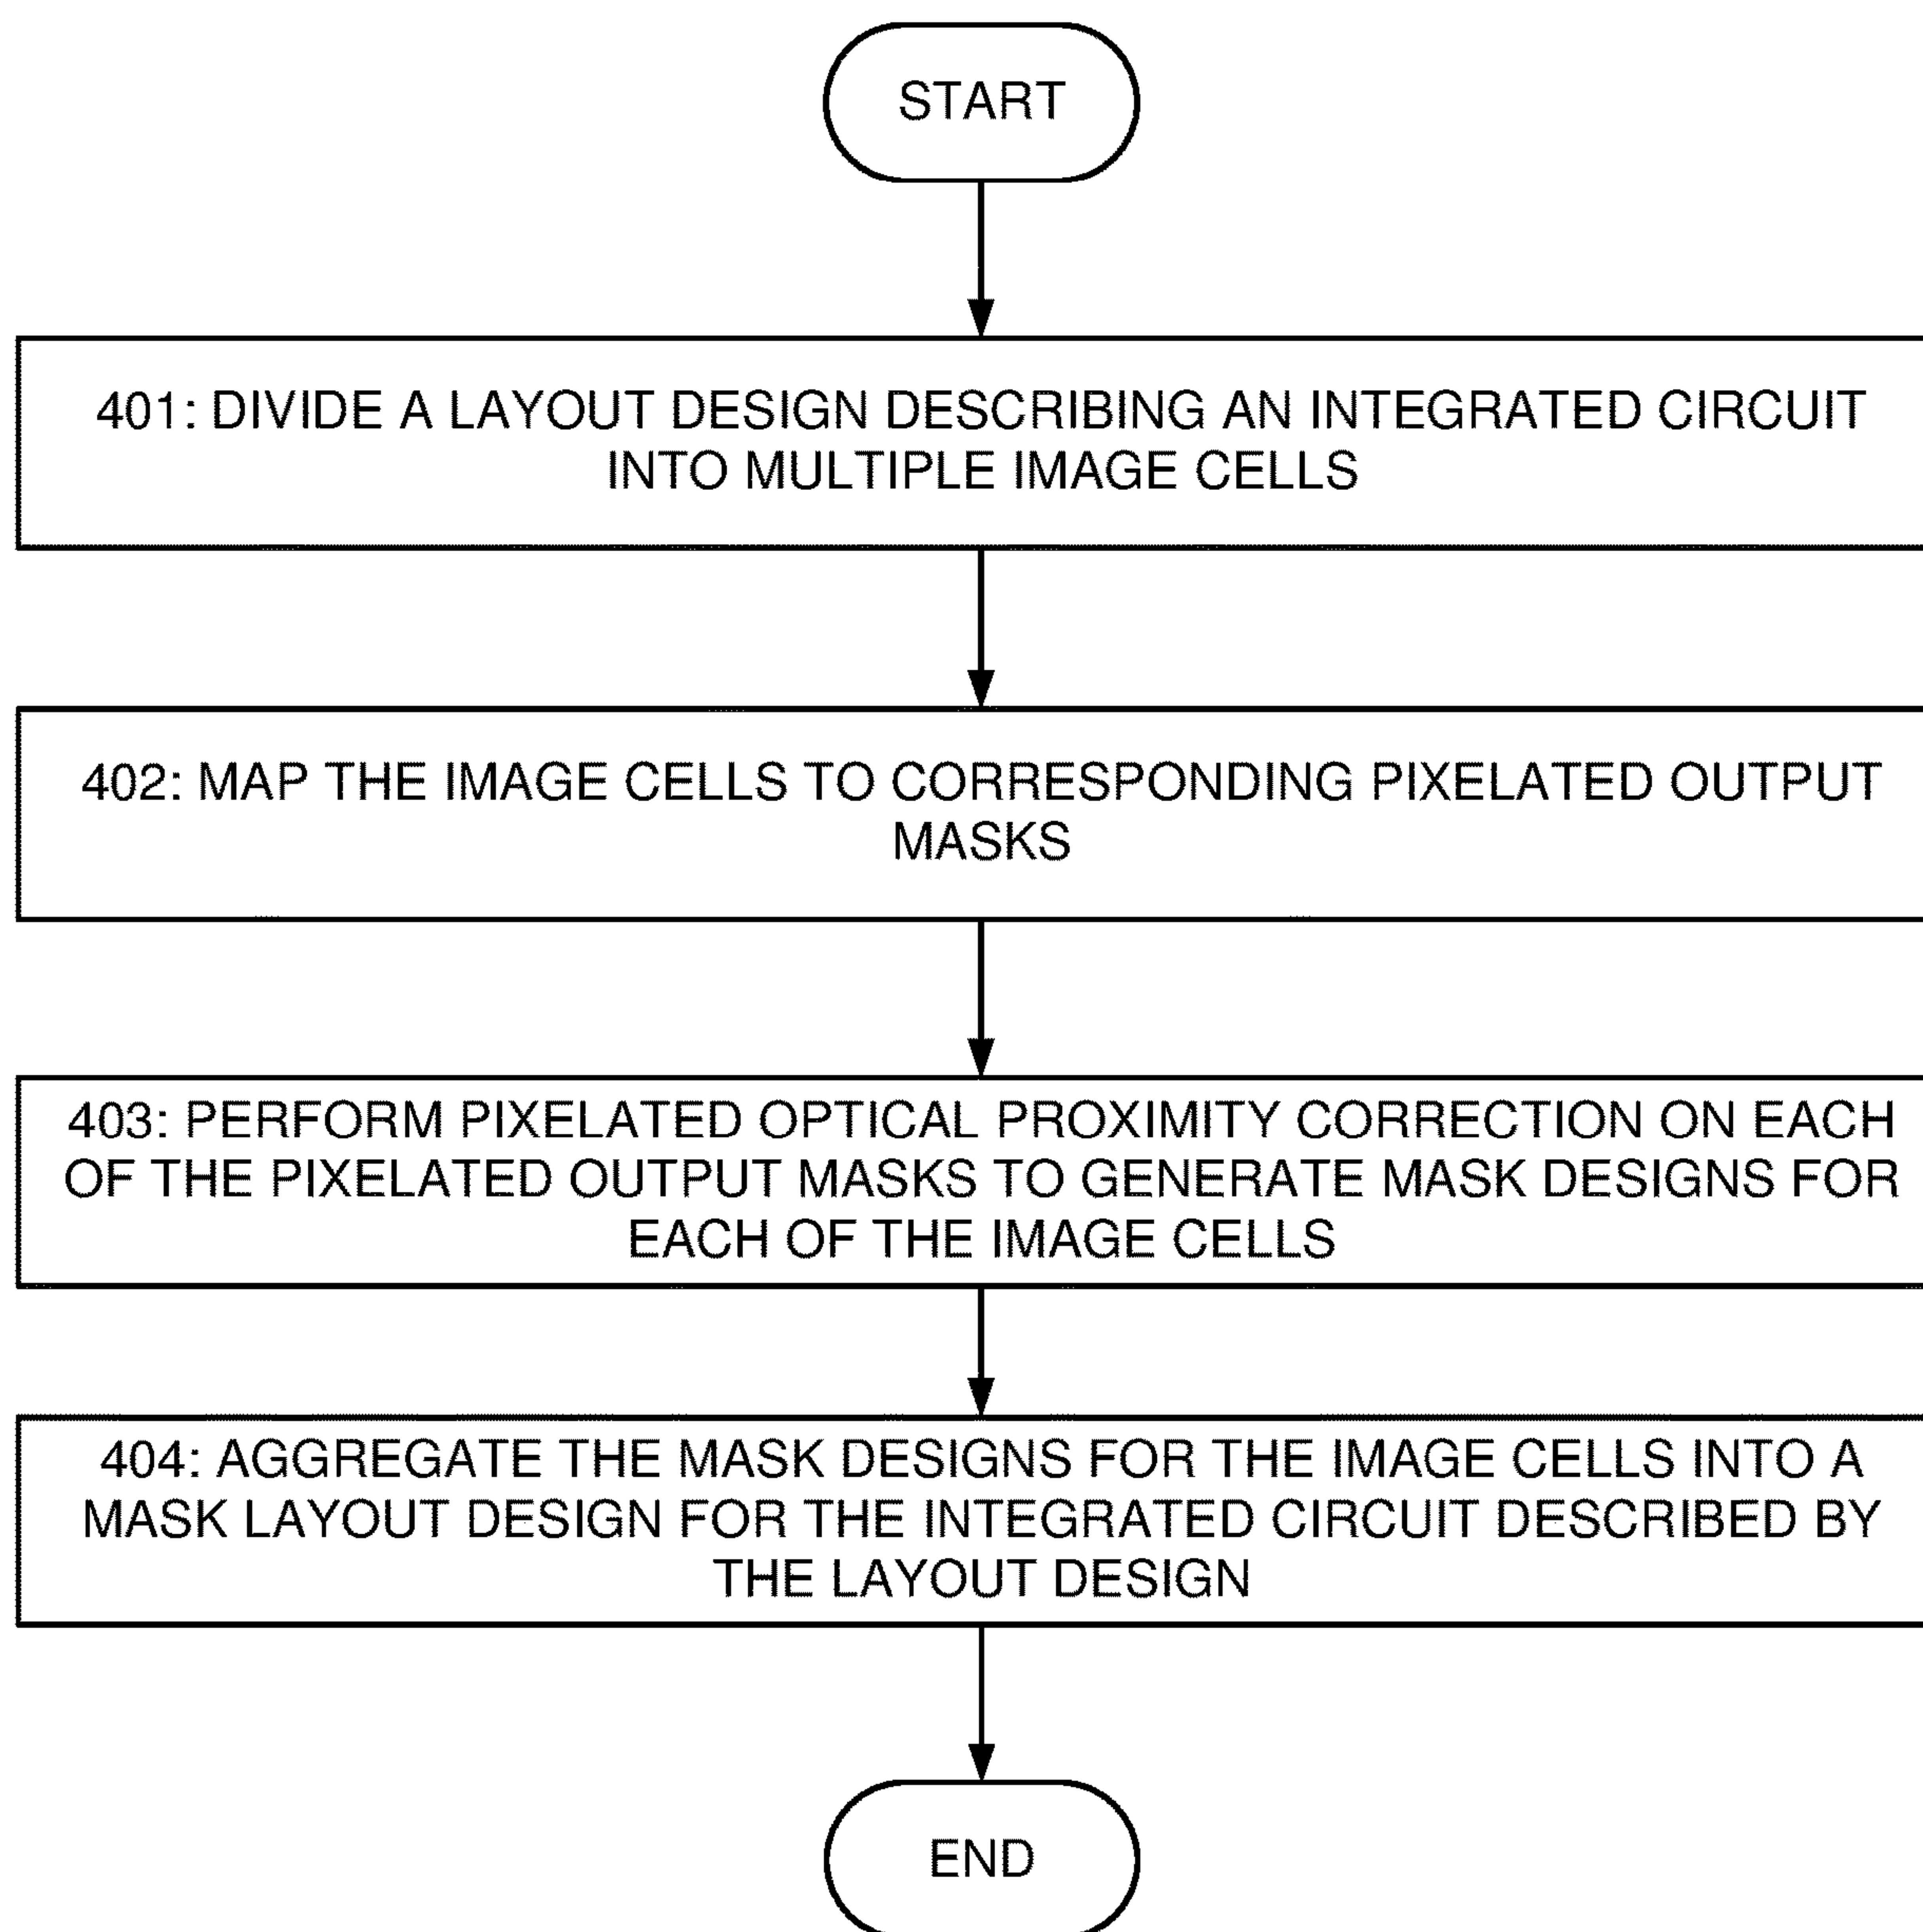 START
401: DIVIDE A LAYOUT DESIGN DESCRIBING AN INTEGRATED CIRCUIT
INTO MULTIPLE IMAGE CELLS
402: MAP THE IMAGE CELLS TO CORRESPONDING PIXELATED OUTPUT
MASKS
403: PERFORM PIXELATED OPTICAL PROXIMITY CORRECTION ON EACH
OF THE PIXELATED OUTPUT MASKS TO GENERATE MASK DESIGNS FOR
EACH OF THE IMAGE CELLS
404: AGGREGATE THE MASK DESIGNS FOR THE IMAGE CELLS INTO A
MASK LAYOUT DESIGN FOR THE INTEGRATED CIRCUIT DESCRIBED BY
THE LAYOUT DESIGN
END